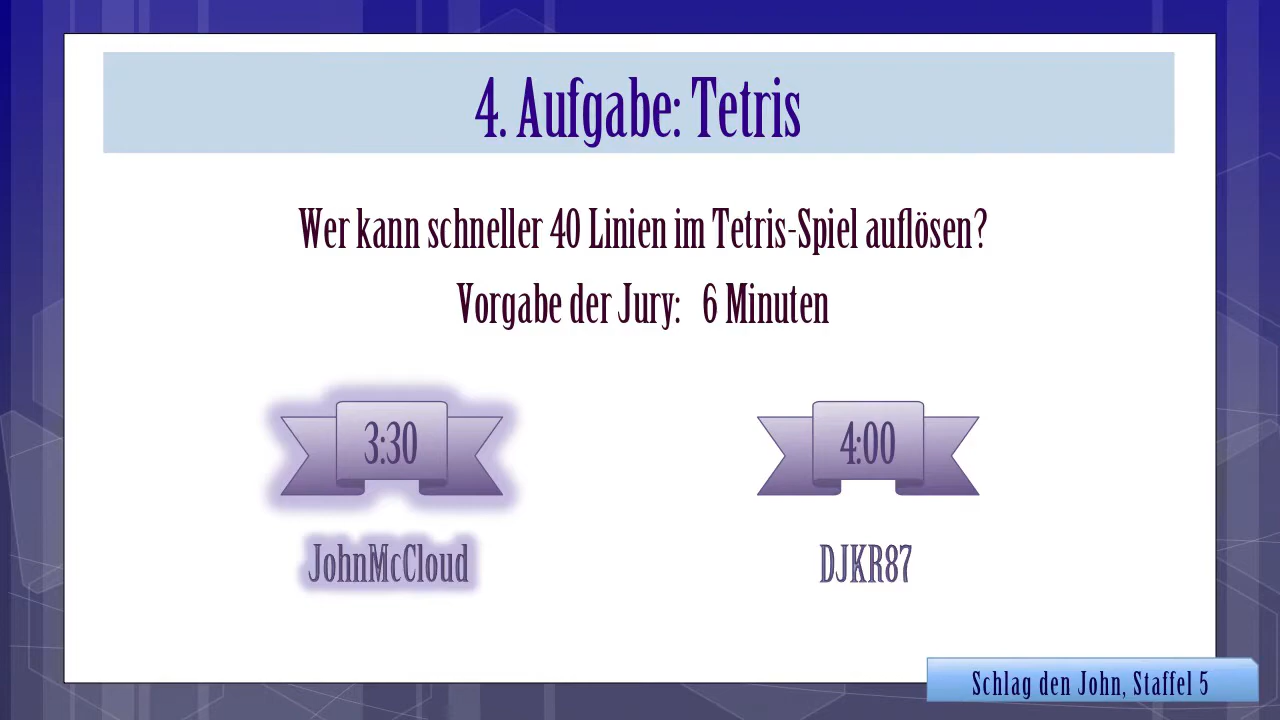 4. Aufgabe: Tetris
Wer kann schneller 40 Linien im Tetris-Spiel auflösen?
Vorgabe der Jury: 6 Minuten
3:30
4:00
JohnMcCloud
DJKR87
Schlag den John, Staffel 5